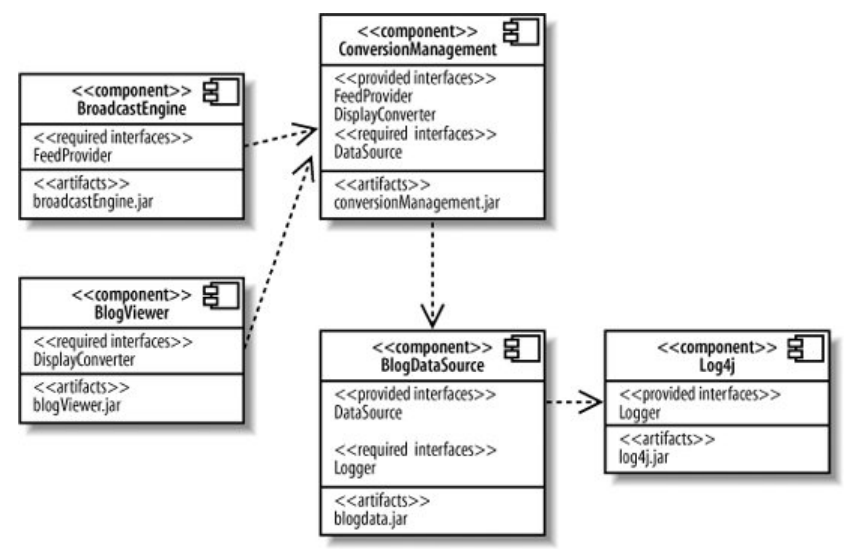 <<component>>
ConversionManagement
<<provided interfaces>>
FeedProvider
DisplayConverter
<<required interfaces>>
DataSource
<<artifacts>>
conversionManagement.jar
<<component>>
BroadcastEngine
<<required interfaces>>
FeedProvider
<<artifacts>>
broadcastEngine.jar
<<component>>
BlogViewer
<<required interfaces>>
DisplayConverter
<<artifacts>>
blogViewer.jar
<<component>>
BlogDataSource
<<provided interfaces>>
DataSource
<<required interfaces>>
Logger
<<artifacts>>
blogdata.jar
<<component>>
Log4j
<<provided interfaces>>
Logger
<<artifacts>>
log4j.jar